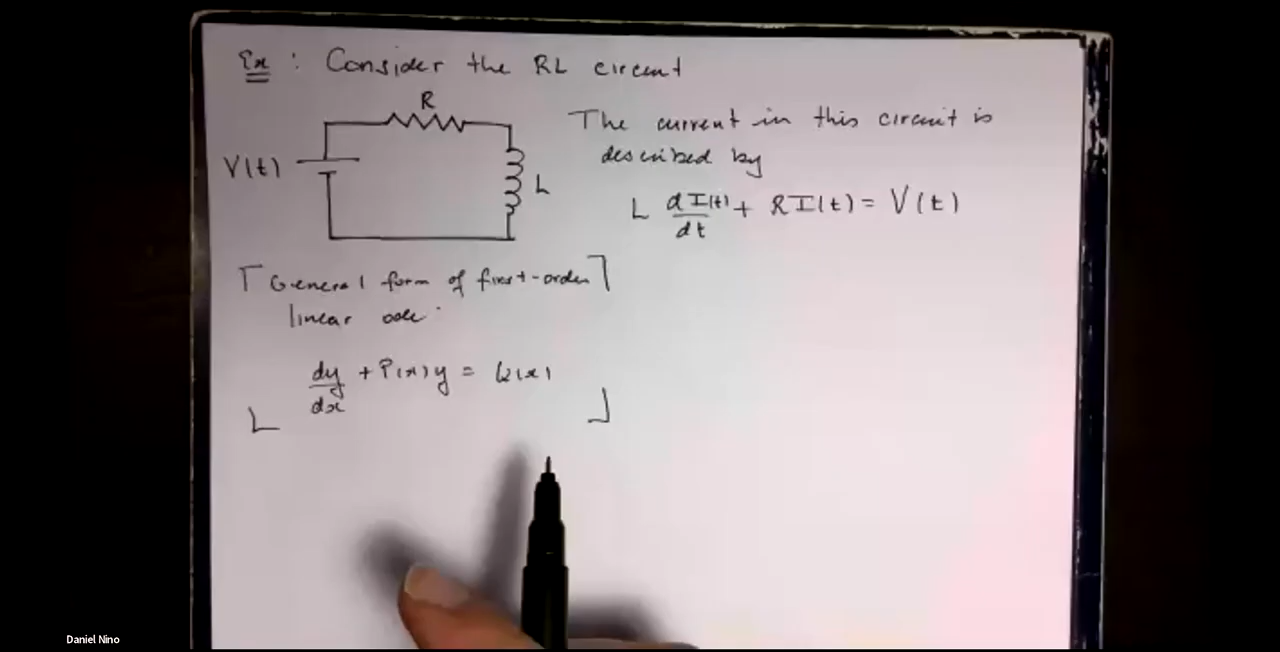 Ex : Consider the RL circuit
R
The current in this circuit is
described by
V(t)
L
L dI(t)/dt + RI(t) = V(t)
General form of first-order
linear ode:
dy/dx + P(x)y = Q(x)
Daniel Nino